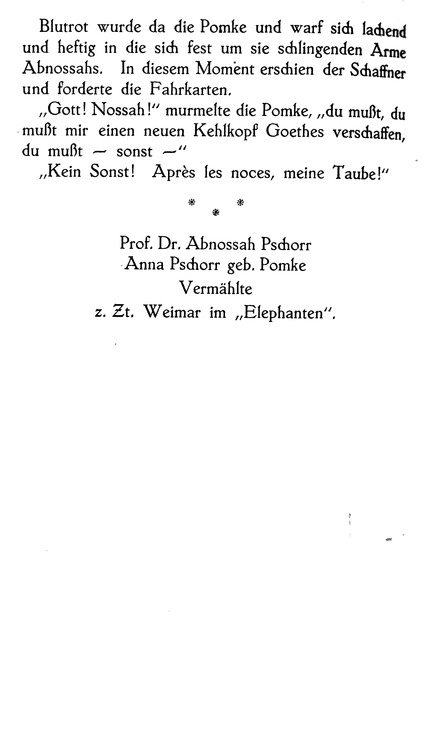 Blutrot wurde da die Pomke und warf sich lachend
und heftig in die sich fest um sie schlingenden Arme
Abnossahs. In diesem Moment erschien der Schaffner
und forderte die Fahrkarten.
„Gott! Nossah!“ murmelte die Pomke, „du mußt, du
mußt mir einen neuen Kehlkopf Goethes verschaffen,
du mußt — sonst —“
„Kein Sonst! Après les noces, meine Taube!“
* * *
Prof. Dr. Abnossah Pschorr
Anna Pschorr geb. Pomke
Vermählte
z. Zt. Weimar im „Elephanten“.